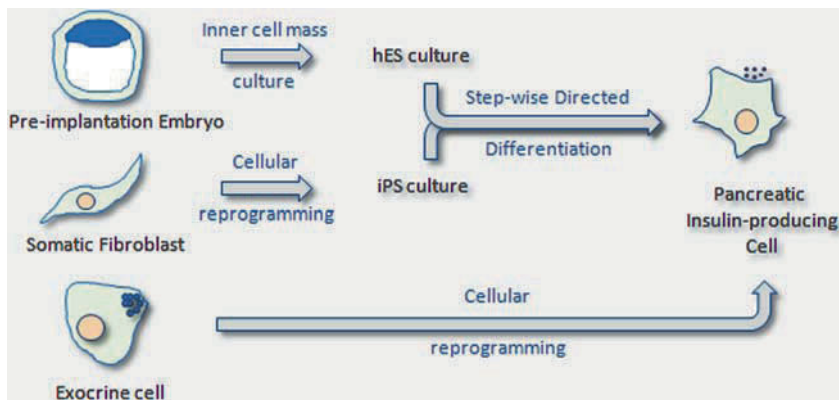 Inner cell mass
culture
Pre-implantation Embryo
hES culture
Step-wise Directed
Differentiation
Cellular
reprogramming
iPS culture
Somatic Fibroblast
Pancreatic
Insulin-producing
Cell
Cellular
reprogramming
Exocrine cell